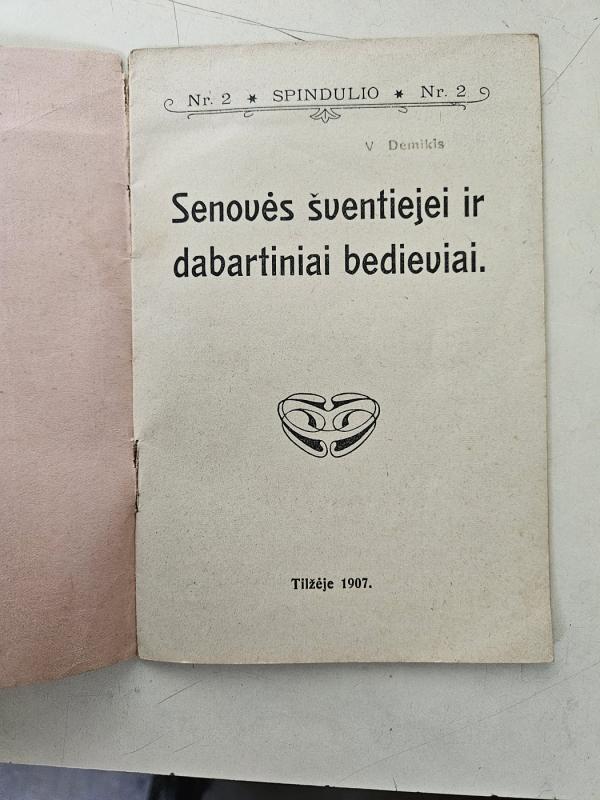 Nr. 2 * SPINDULIO * Nr. 2
V Demikis
Senovės šventiejei ir
dabartiniai bedieviai.
Tilžėje 1907.